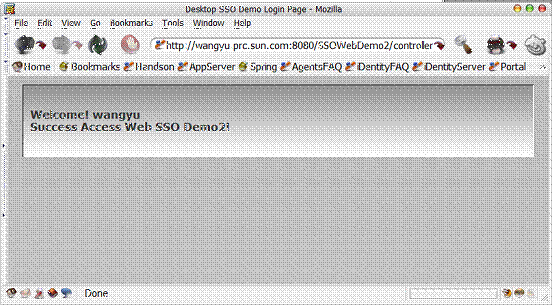 Desktop SSO Demo Login Page - Mozilla
File Edit View Go Bookmarks Tools Window Help
http://wangyu.prc.sun.com:8080/SSOWebDemo2/controler
Home Bookmarks Handson AppServer Spring AgentsFAQ iDentityFAQ iDentityServer Portal
Welcome! wangyu
Success Access Web SSO Demo2!
Done